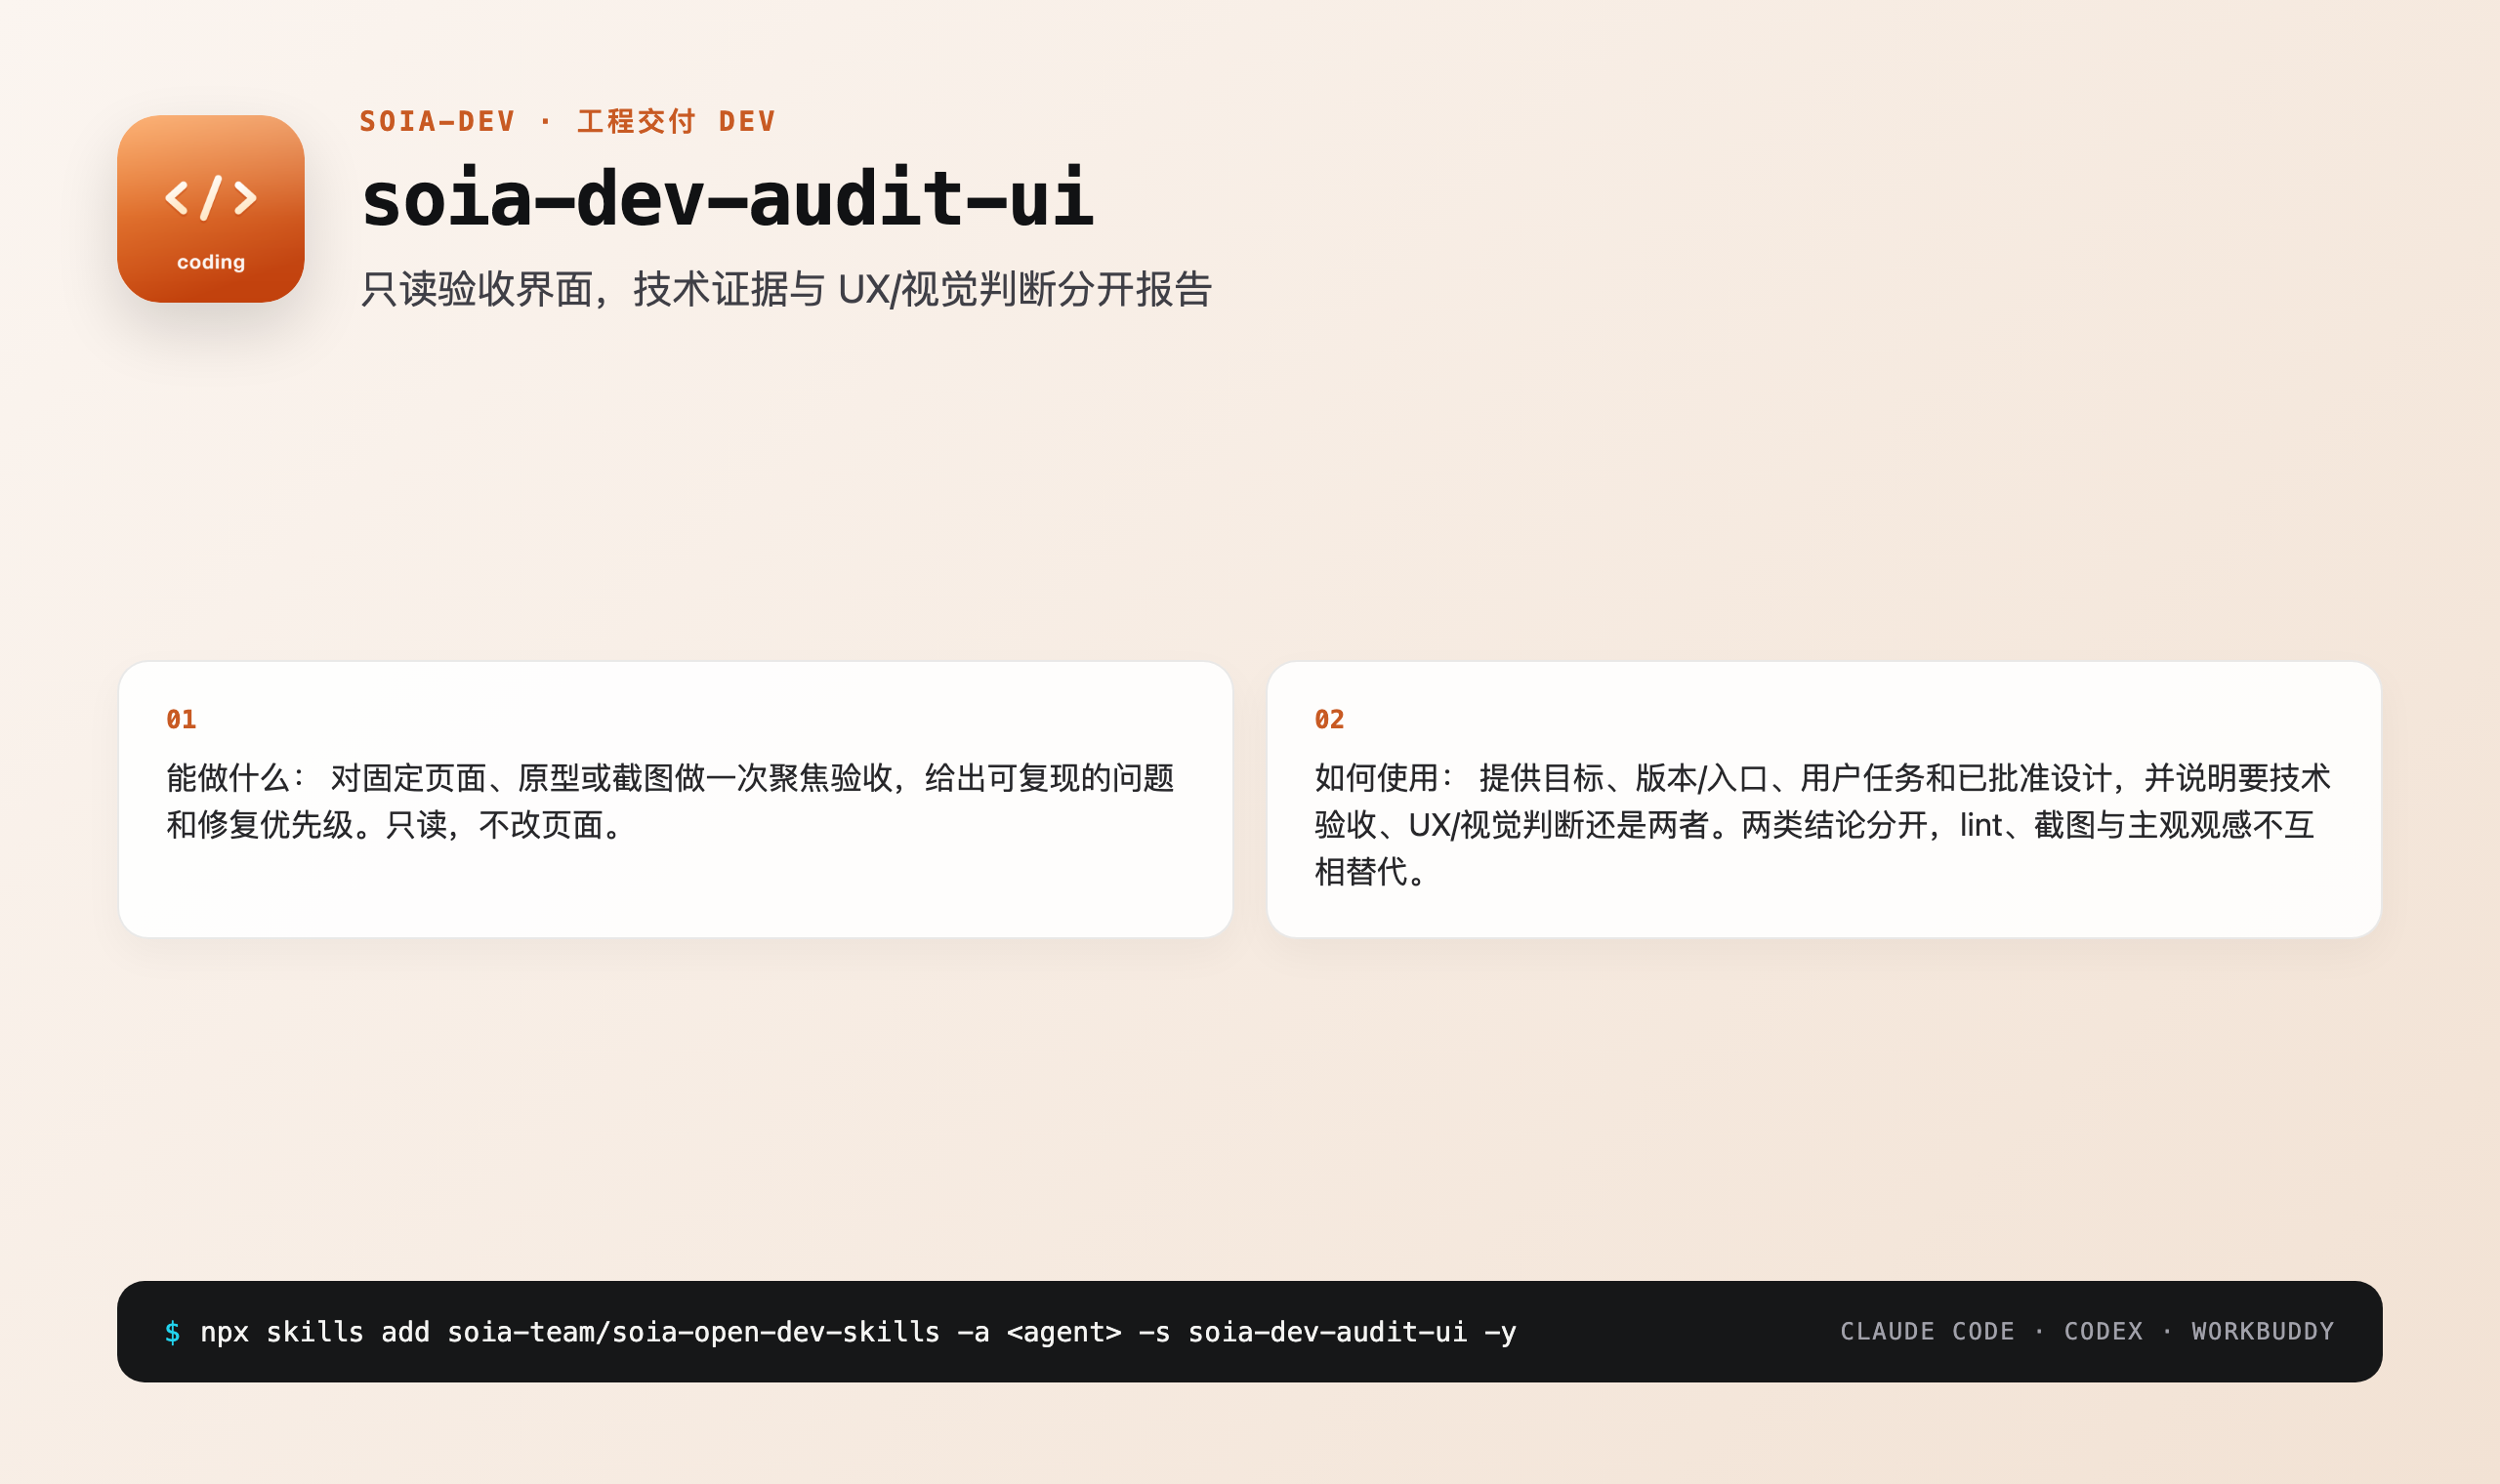 SOIA-DEV · 工程交付 DEV
soia-dev-audit-ui
coding
只读验收界面，技术证据与 UX/视觉判断分开报告
01
能做什么： 对固定页面、原型或截图做一次聚焦验收，给出可复现的问题
和修复优先级。只读，不改页面。
02
如何使用： 提供目标、版本/入口、用户任务和已批准设计，并说明要技术
验收、UX/视觉判断还是两者。两类结论分开，lint、截图与主观观感不互
相替代。
$ npx skills add soia-team/soia-open-dev-skills -a <agent> -s soia-dev-audit-ui -y
CLAUDE CODE · CODEX · WORKBUDDY